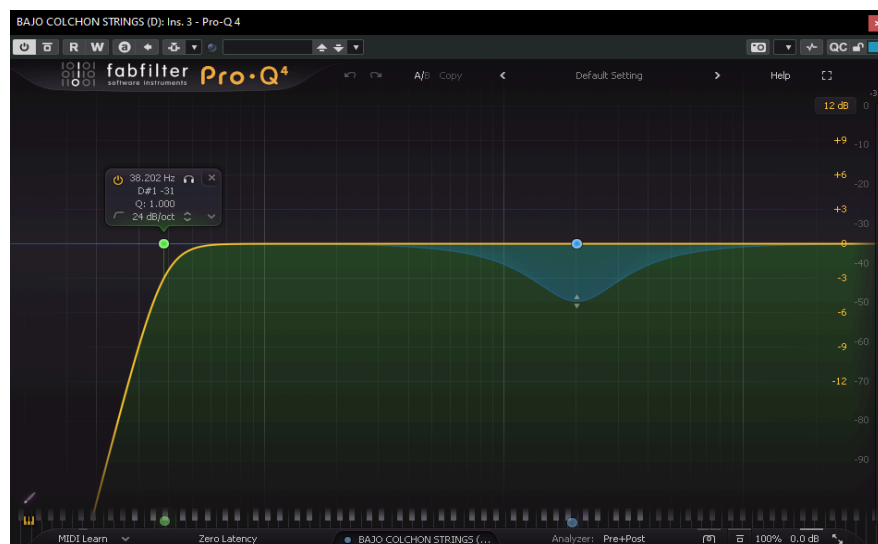 BAJO COLCHON STRINGS (D): Ins. 3 - Pro-Q 4
R W a QC
fabfilter Pro·Q4
software instruments
A/B Copy
Default Setting
Help
-3
12 dB 0
+9 -10
+6 -20
+3 -30
0
-3 -40
-50
-6
-9 -60
-12 -70
-80
-90
38.202 Hz
D#1 -31
Q: 1.000
24 dB/oct
MIDI Learn
Zero Latency
BAJO COLCHON STRINGS (...
Analyzer: Pre+Post
100% 0.0 dB